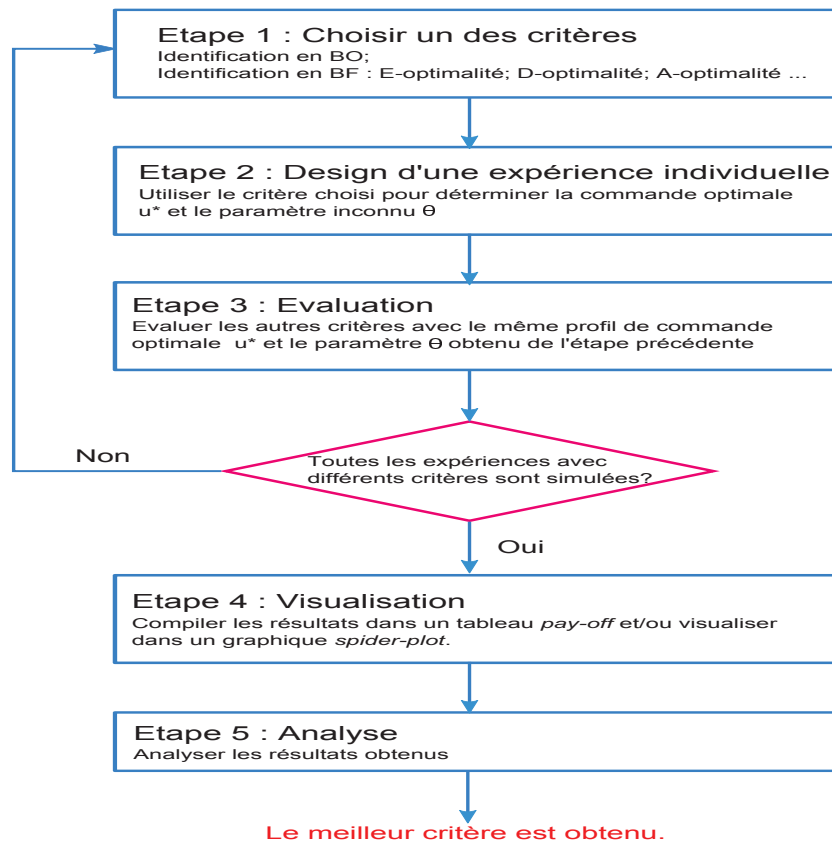 Etape 1 : Choisir un des critères
Identification en BO;
Identification en BF : E-optimalité; D-optimalité; A-optimalité ...
Etape 2 : Design d'une expérience individuelle
Utiliser le critère choisi pour déterminer la commande optimale
u* et le paramètre inconnu θ
Etape 3 : Evaluation
Evaluer les autres critères avec le même profil de commande
optimale u* et le paramètre θ obtenu de l'étape précédente
Toutes les expériences avec
différents critères sont simulées?
Non
Oui
Etape 4 : Visualisation
Compiler les résultats dans un tableau pay-off et/ou visualiser
dans un graphique spider-plot.
Etape 5 : Analyse
Analyser les résultats obtenus
Le meilleur critère est obtenu.